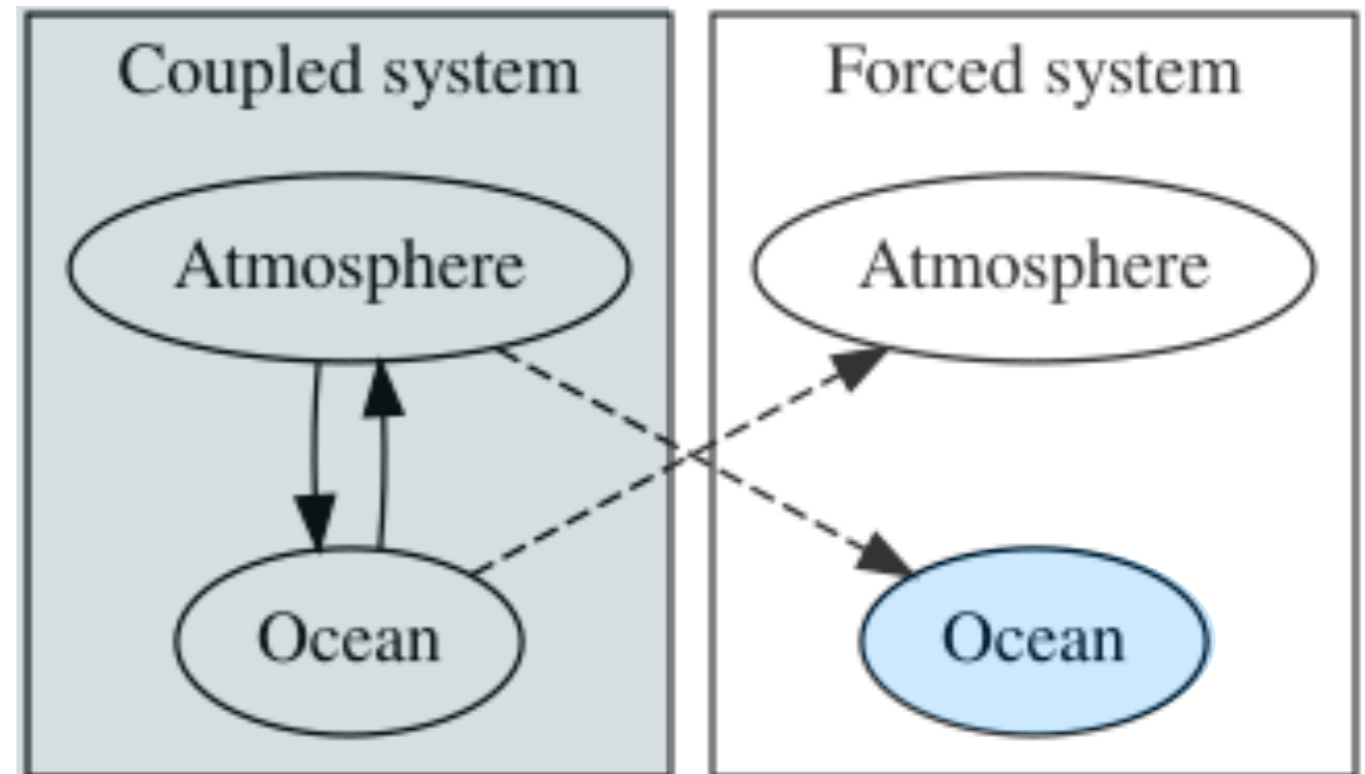 Coupled system
Atmosphere
Ocean
Forced system
Atmosphere
Ocean